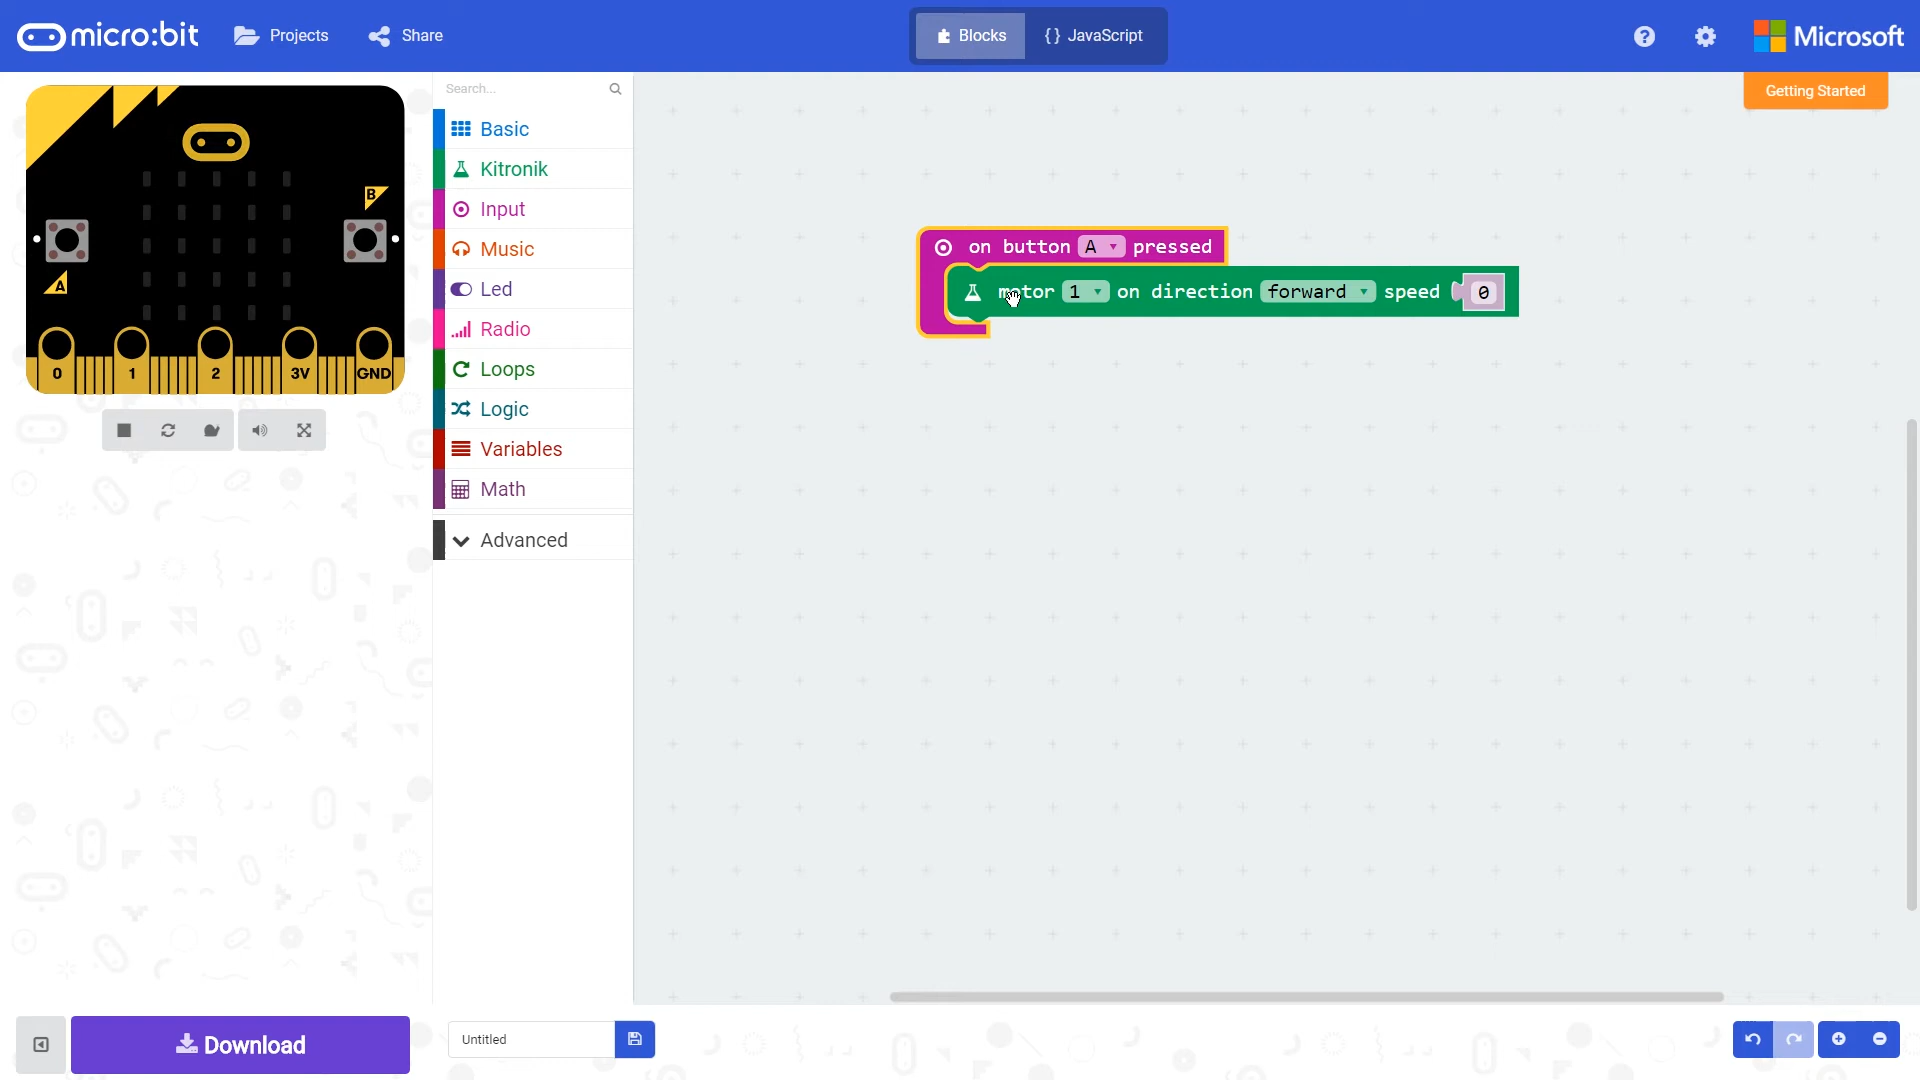 micro:bit
Projects
Share
Blocks
{} JavaScript
?
Microsoft
Getting Started
Search...
Basic
Kitronik
Input
Music
Led
Radio
Loops
Logic
Variables
Math
Advanced
B
A
0 1 2 3V GND
on button A pressed
motor 1 on direction forward speed 0
Download
Untitled